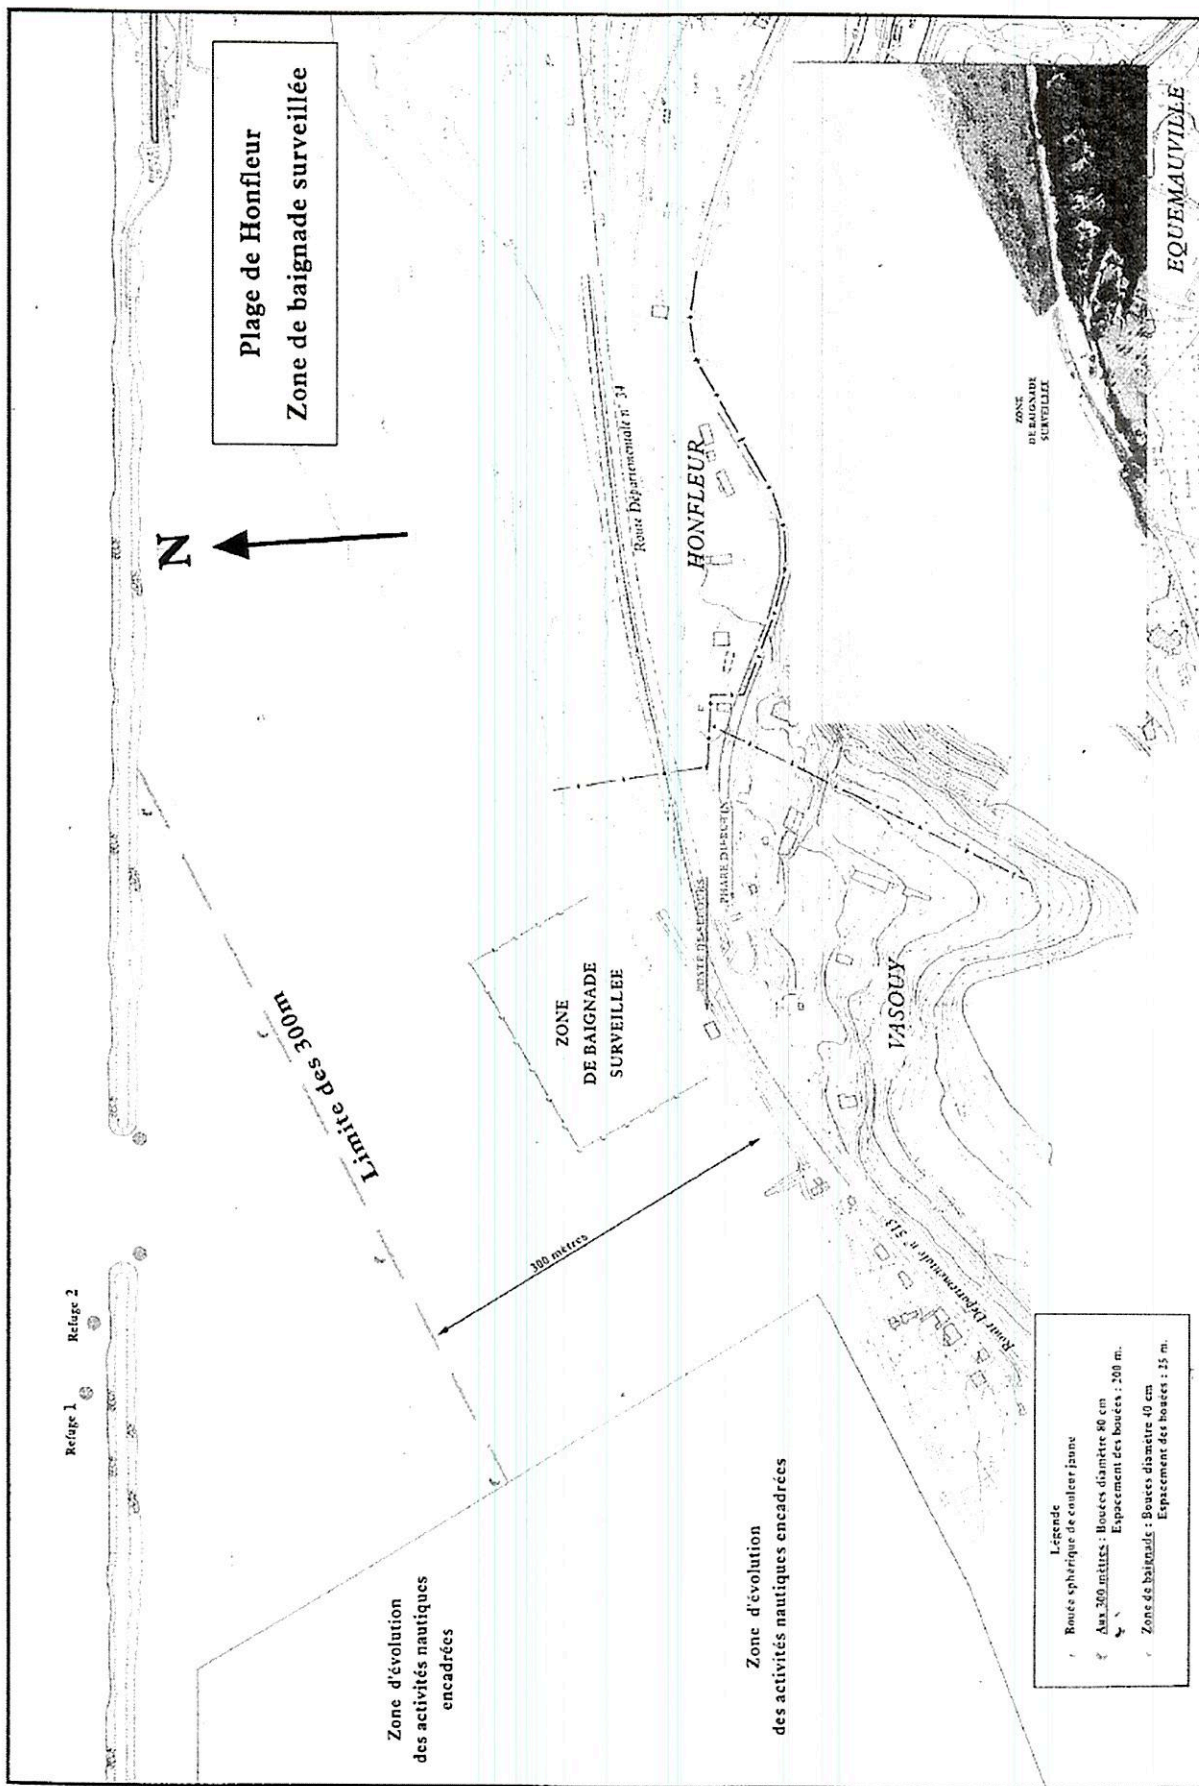 Plage de Honfleur
Zone de baignade surveillée
N
Refuge 1
Refuge 2
Limite des 300m
300 mètres
ZONE
DE BAIGNADE
SURVEILLEE
Route Départementale n° 34
HONFLEUR
POSTE DE SECOURS
PHARE DU BUTIN
VASOUY
Route Départementale n° 513
ZONE
DE BAIGNADE
SURVEILLEE
EQUEMAUVILLE
Zone d'évolution
des activités nautiques
encadrées
Zone d'évolution
des activités nautiques encadrées
Légende
Bouée sphérique de couleur jaune
Aux 300 mètres : Bouées diamètre 80 cm
Espacement des bouées : 200 m.
Zone de baignade : Bouées diamètre 40 cm
Espacement des bouées : 25 m.